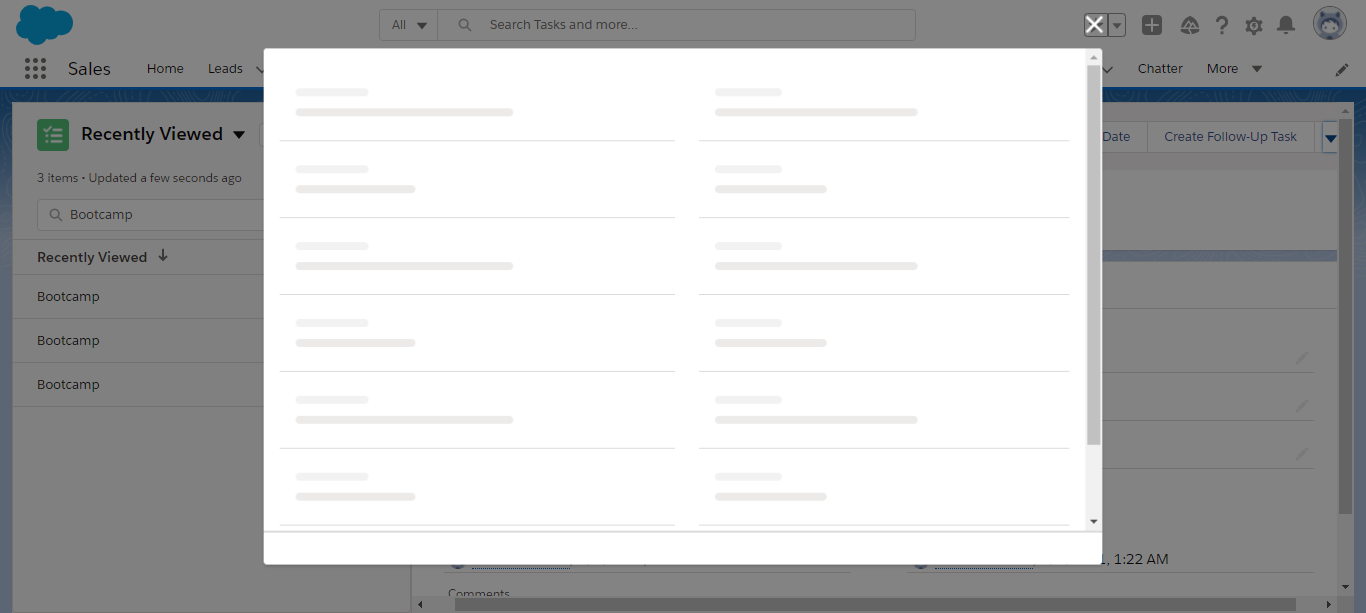 All
Search Tasks and more...
Sales
Home
Leads
Chatter
More
Recently Viewed
Date
Create Follow-Up Task
3 items • Updated a few seconds ago
Bootcamp
Recently Viewed
Bootcamp
Bootcamp
Bootcamp
, 1:22 AM
Comments